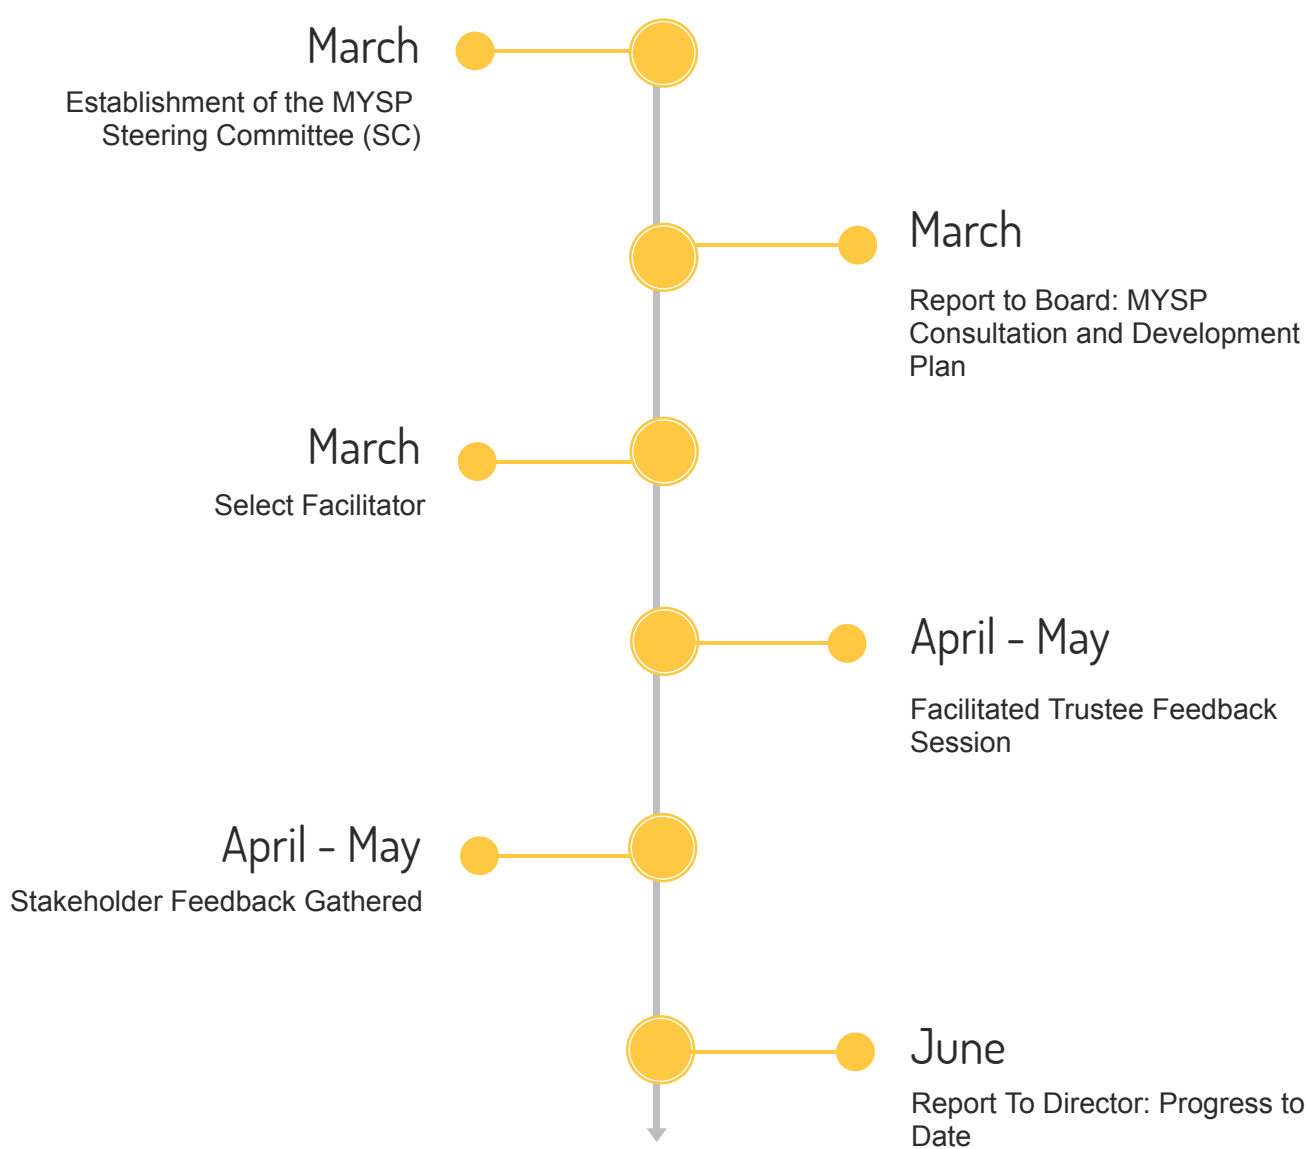 March
Establishment of the MYSP
Steering Committee (SC)
March
Report to Board: MYSP
Consultation and Development
Plan
March
Select Facilitator
April - May
Facilitated Trustee Feedback
Session
April - May
Stakeholder Feedback Gathered
June
Report To Director: Progress to
Date